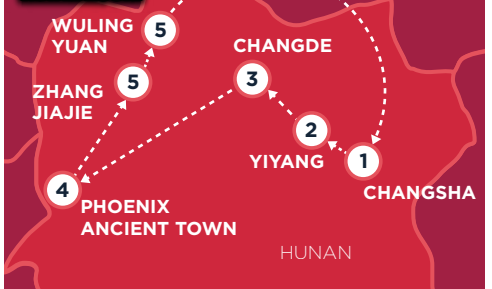 WULING
YUAN
5
CHANGDE
ZHANG
JIAJIE
5
3
2
YIYANG
1
CHANGSHA
4
PHOENIX
ANCIENT TOWN
HUNAN